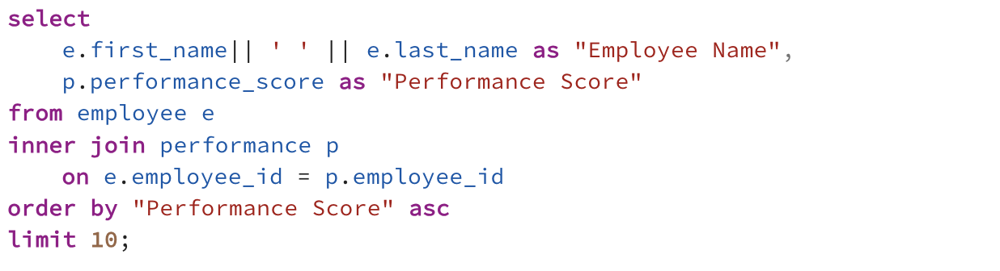 select
    e.first_name|| ' ' || e.last_name as "Employee Name",
    p.performance_score as "Performance Score"
from employee e
inner join performance p
    on e.employee_id = p.employee_id
order by "Performance Score" asc
limit 10;